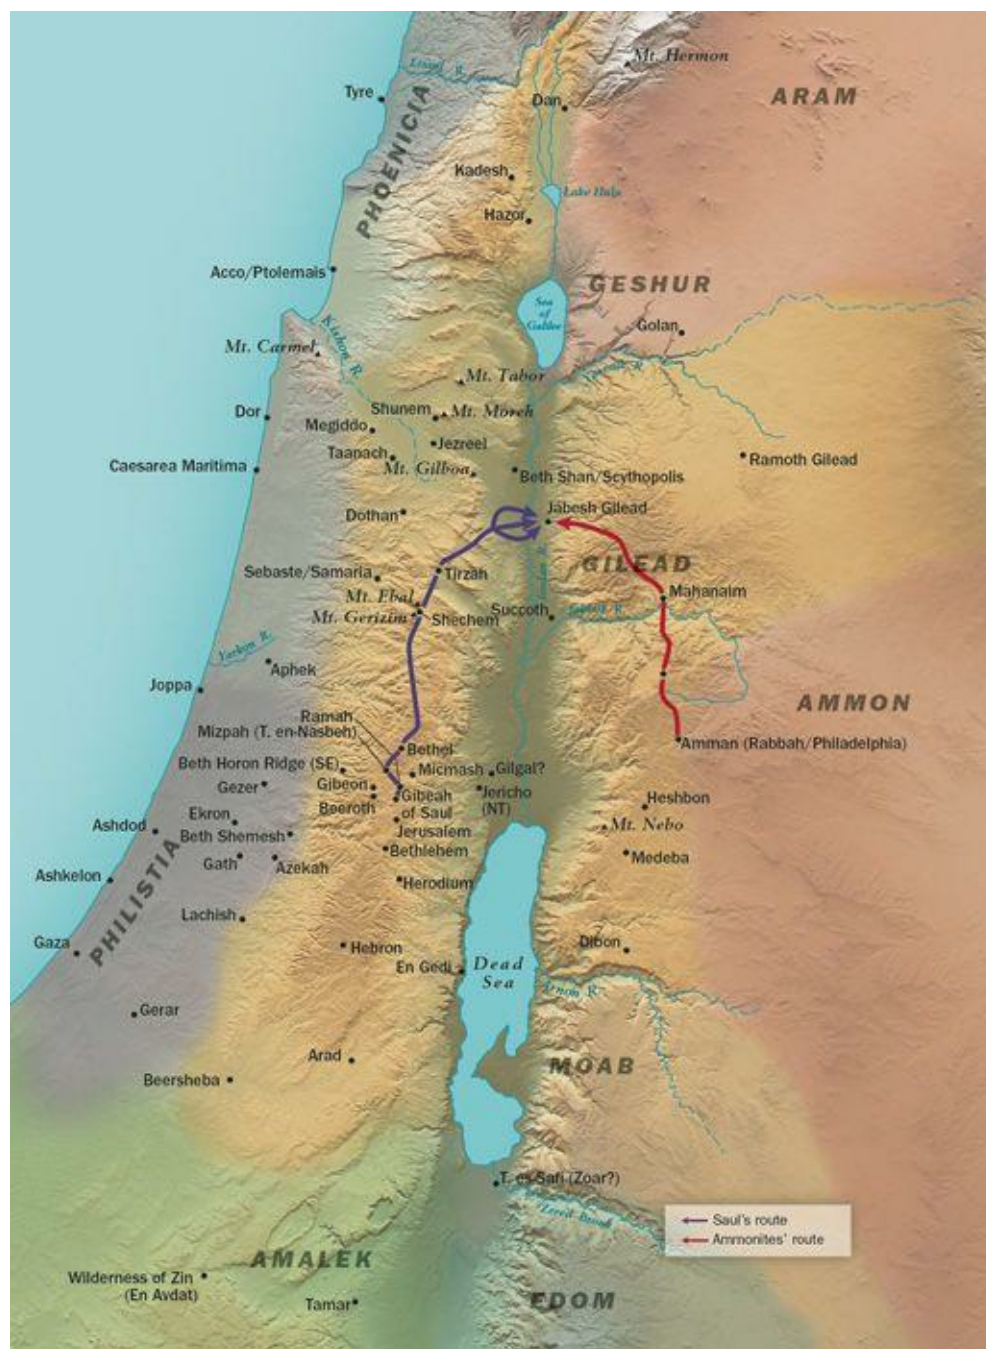 Mt. Hermon
Litani R.
ARAM
Tyre
Dan
PHOENICIA
Kadesh
Lake Hula
Hazor
Acco/Ptolemais
GESHUR
Sea
of
Galilee
Golan
Kishon R.
Mt. Carmel
Yarmuk R.
Mt. Tabor
Dor
Shunem
Mt. Moreh
Megiddo
Jezreel
Taapach
Ramoth Gilead
Caesarea Maritima
Mt. Gilboa
Beth Shan/Scythopolis
Jabesh Gilead
Dothan
GILEAD
Sebaste/Samaria
Tirzah
Jordan R.
Mt. Ebal
Mahanaim
Mt. Gerizim
Shechem
Succoth
Jabbok R.
Yarkon R.
Aphek
Joppa
AMMON
Ramah
Mizpah (T. en-Nasbeh)
Bethel
Amman (Rabbah/Philadelphia)
Beth Horon Ridge (SE)
Micmash
Gilgal?
Gezer
Gibeon
Gibeah
of Saul
Jericho
(NT)
Heshbon
Beeroth
Ekron
Ashdod
Jerusalem
Mt. Nebo
Beth Shemesh
Bethlehem
Medeba
Gath
Azekah
Ashkelon
Herodium
PHILISTIA
Lachish
Gaza
Hebron
Dibon
En Gedi
Dead
Sea
Arnon R.
Gerar
Arad
MOAB
Beersheba
T. es-Safi (Zoar?)
Zered Brook
Saul's route
Ammonites' route
AMALEK
Wilderness of Zin
(En Avdat)
Tamar
EDOM